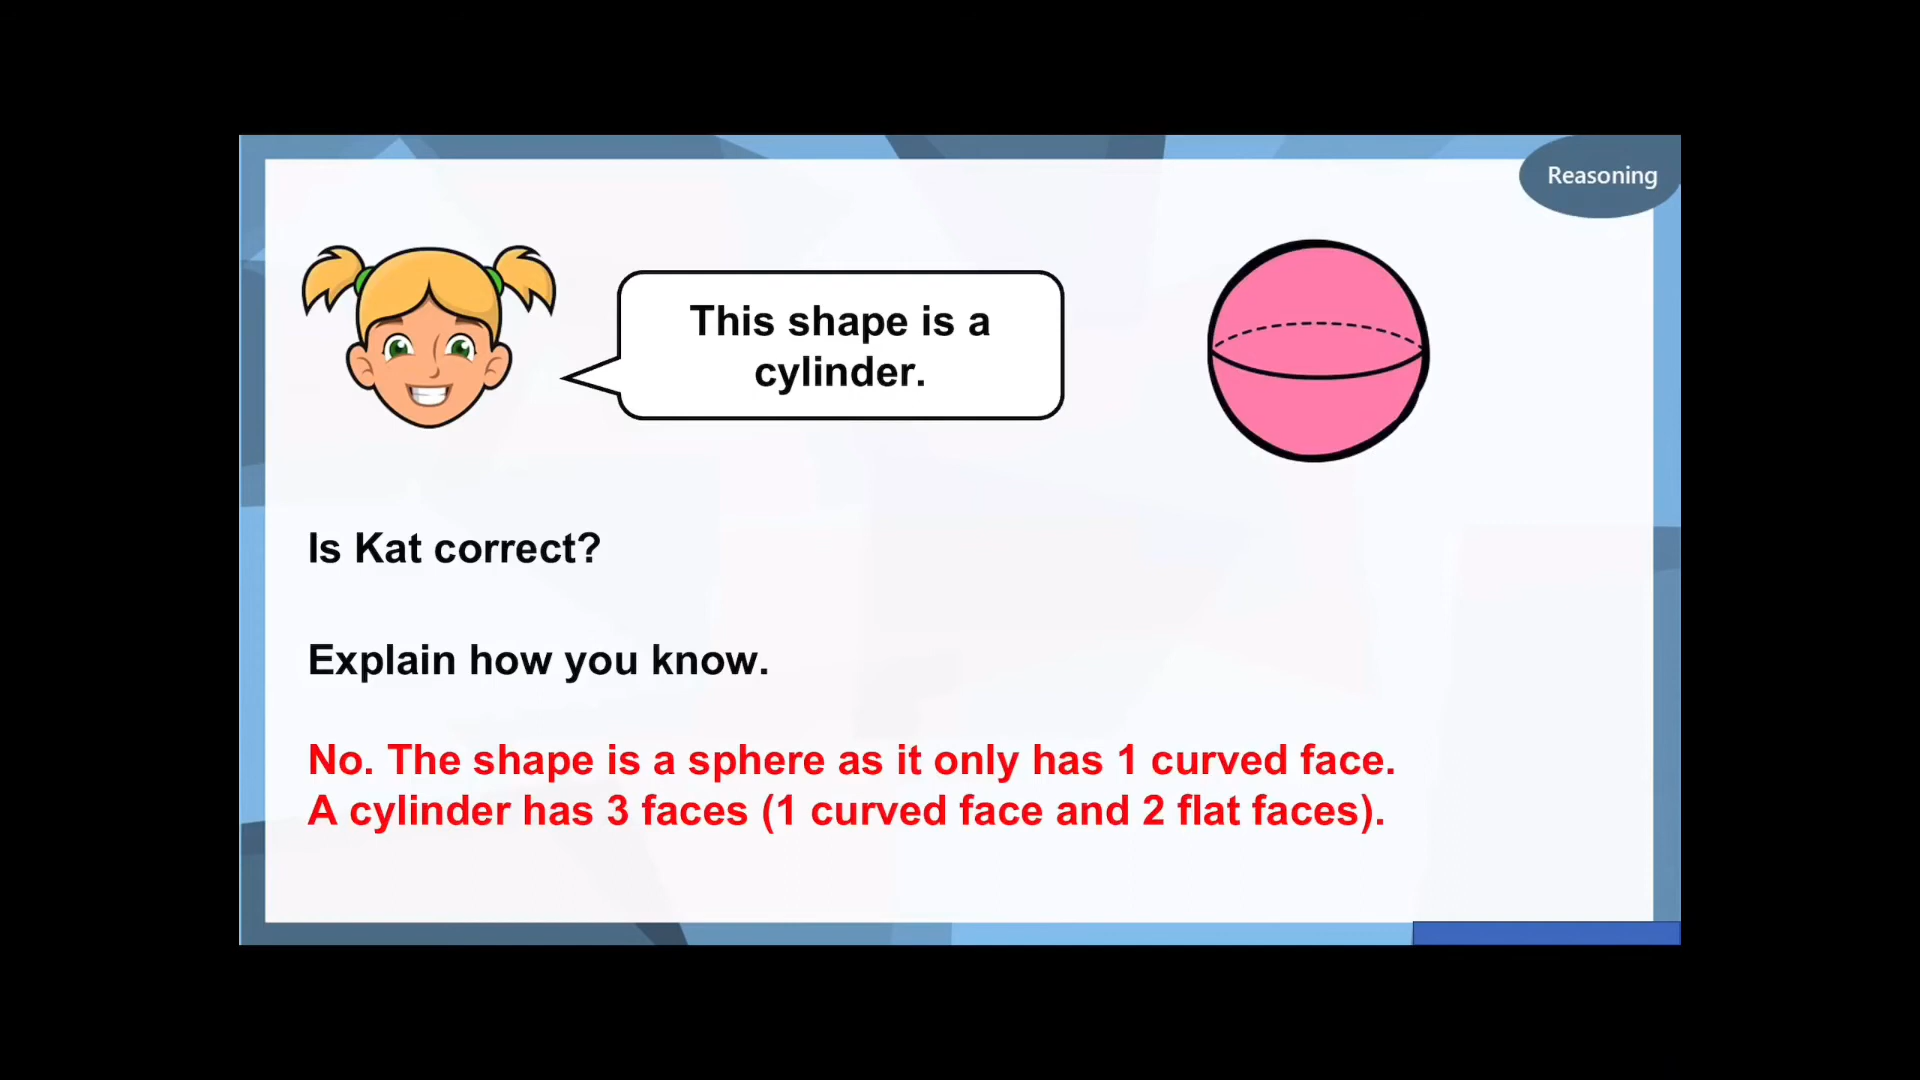 Reasoning
This shape is a
cylinder.
Is Kat correct?
Explain how you know.
No. The shape is a sphere as it only has 1 curved face.
A cylinder has 3 faces (1 curved face and 2 flat faces).